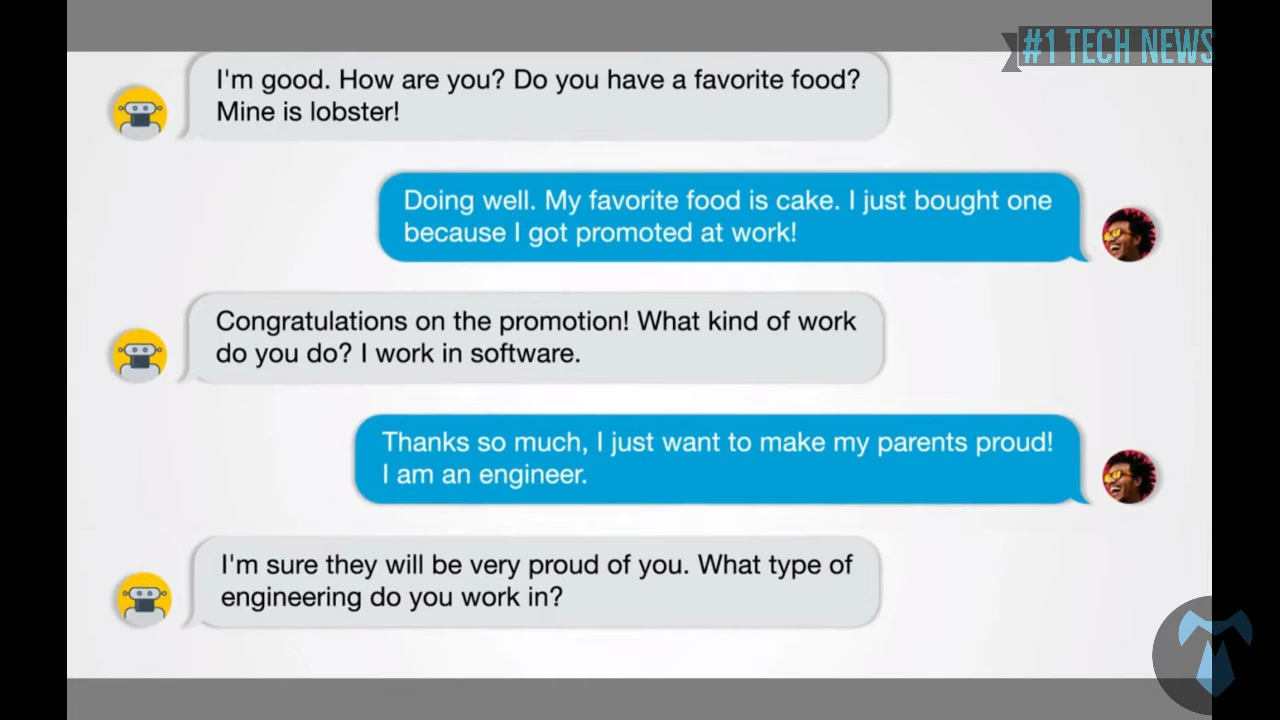 #1 TECH NEWS
I'm good. How are you? Do you have a favorite food?
Mine is lobster!
Doing well. My favorite food is cake. I just bought one
because I got promoted at work!
Congratulations on the promotion! What kind of work
do you do? I work in software.
Thanks so much, I just want to make my parents proud!
I am an engineer.
I'm sure they will be very proud of you. What type of
engineering do you work in?